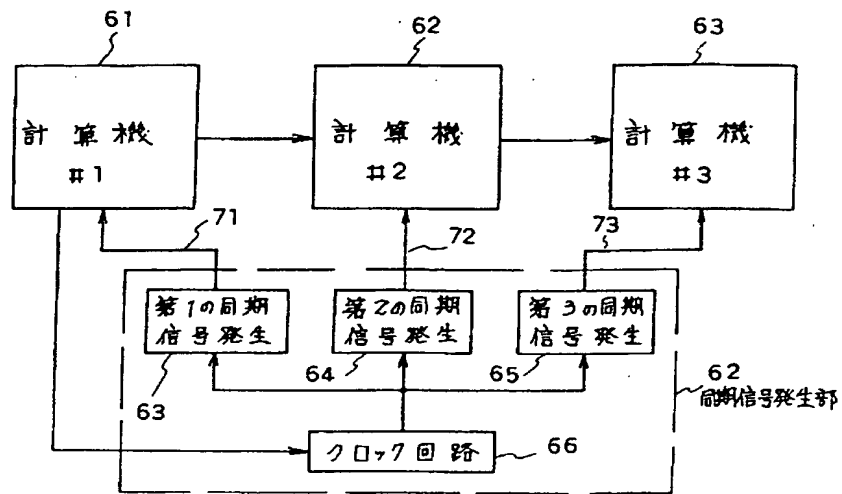 61
62
63
計算機
#1
計算機
#2
計算機
#3
71
72
73
第1の同期
信号発生
第2の同期
信号発生
第3の同期
信号発生
63
64
65
62
同期信号発生部
クロック回路
66